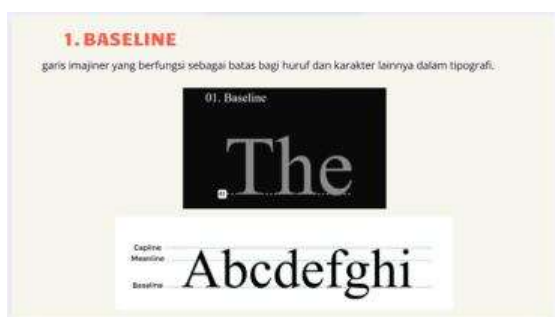 1. BASELINE
garis imajiner yang berfungsi sebagai batas bagi huruf dan karakter lainnya dalam tipografi.
01. Baseline
The
Capline
Meanline
Abcdefghi
Baseline